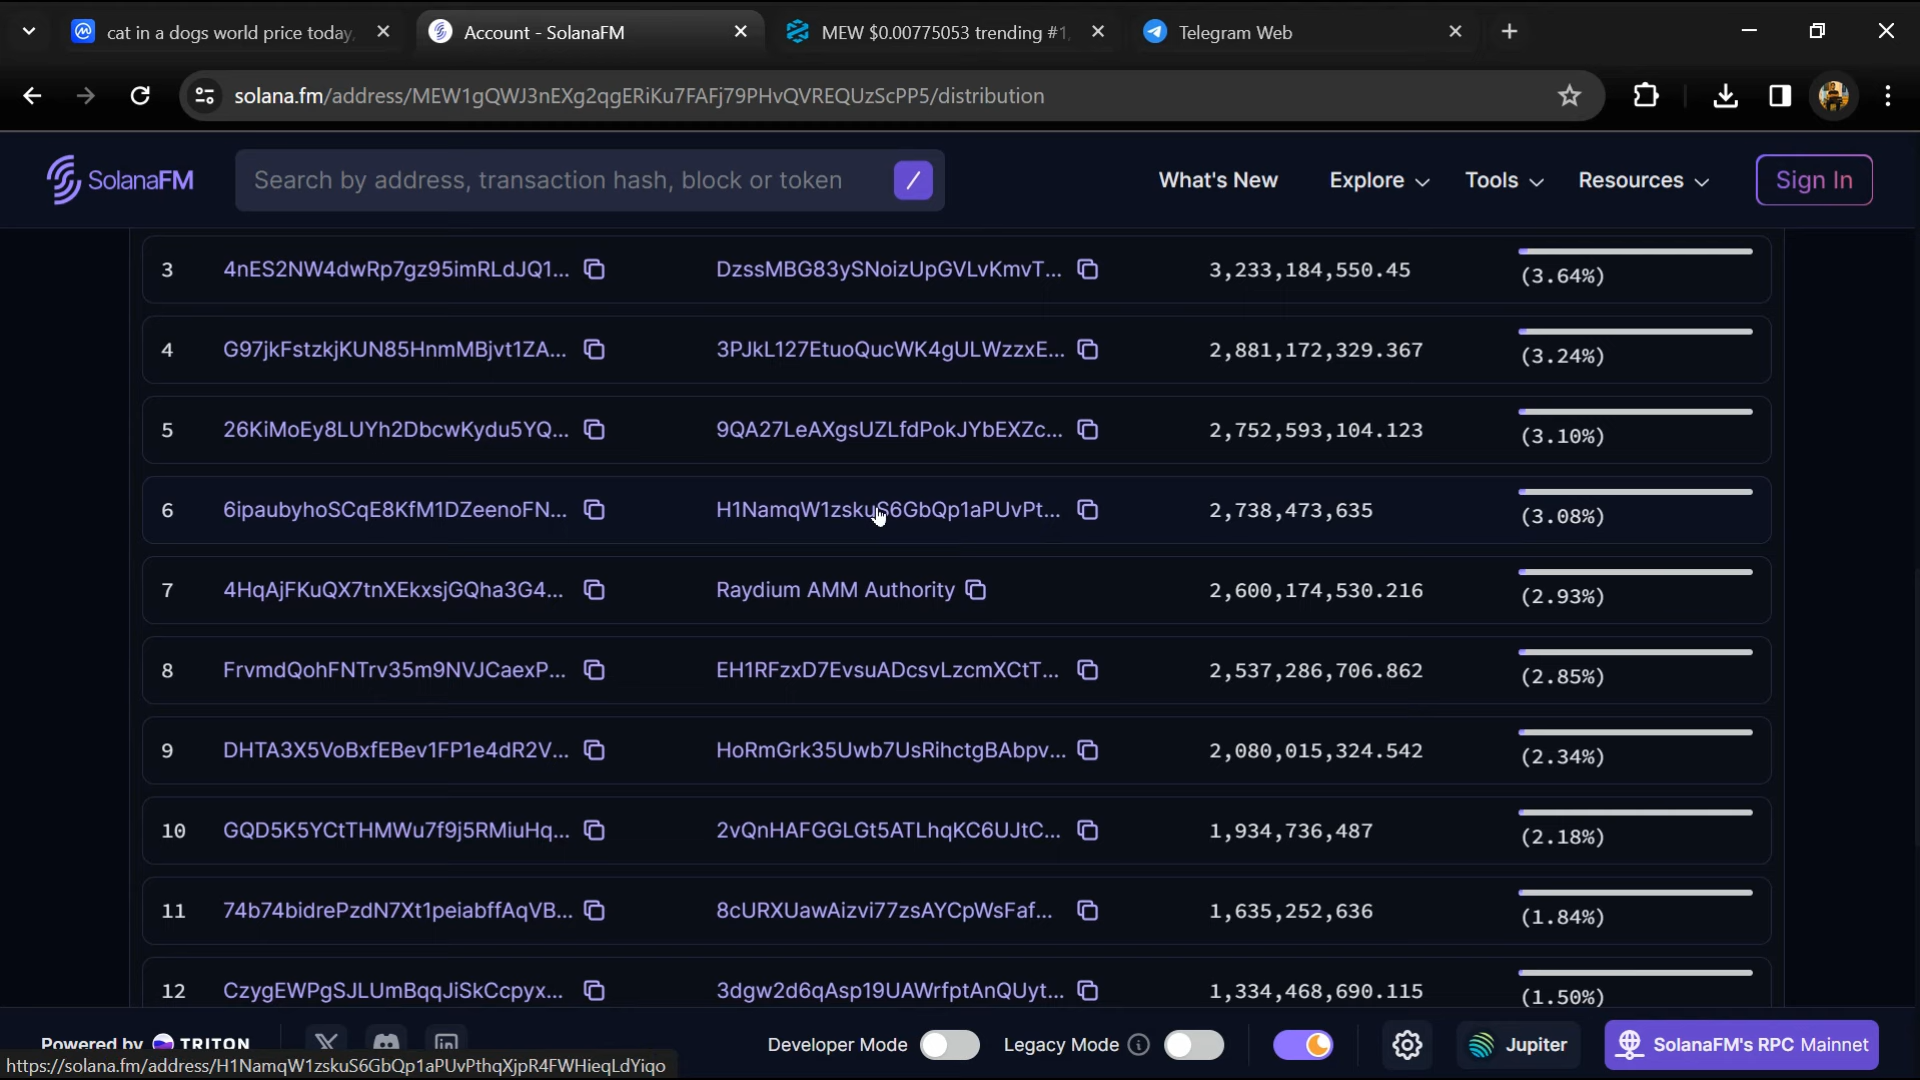 cat in a dogs world price today,
Account - SolanaFM
MEW $0.00775053 trending #1
Telegram Web
solana.fm/address/MEW1gQWJ3nEXg2qgERiKu7FAFj79PHvQVREQUzScPP5/distribution
SolanaFM
Search by address, transaction hash, block or token /
What's New
Explore
Tools
Resources
Sign In
3 4nES2NW4dwRp7gz95imRLdJQ1... DzssMBG83ySNoizUpGVLvKmvT... 3,233,184,550.45 (3.64%)
4 G97jkFstzkjKUN85HnmMBjvt1ZA... 3PJkL127EtuoQucWK4gULWzzxE... 2,881,172,329.367 (3.24%)
5 26KiMoEy8LUYh2DbcwKydu5YQ... 9QA27LeAXgsUZLfdPokJYbEXZc... 2,752,593,104.123 (3.10%)
6 6ipaubyhoSCqE8KfM1DZeenoFN... H1NamqW1zskuS6GbQp1aPUvPt... 2,738,473,635 (3.08%)
7 4HqAjFKuQX7tnXEkxsjGQha3G4... Raydium AMM Authority 2,600,174,530.216 (2.93%)
8 FrvmdQohFNTrv35m9NVJCaexP... EH1RFzxD7EvsuADcsvLzcmXCtT... 2,537,286,706.862 (2.85%)
9 DHTA3X5VoBxfEBev1FP1e4dR2V... HoRmGrk35Uwb7UsRihctgBAbpv... 2,080,015,324.542 (2.34%)
10 GQD5K5YCtTHMWu7f9j5RMiuHq... 2vQnHAFGGLGt5ATLhqKC6UJtC... 1,934,736,487 (2.18%)
11 74b74bidrePzdN7Xt1peiabffAqVB... 8cURXUawAizvi77zsAYCpWsFaf... 1,635,252,636 (1.84%)
12 CzygEWPgSJLUmBqqJiSkCcpyx... 3dgw2d6qAsp19UAWrfptAnQUyt... 1,334,468,690.115 (1.50%)
Powered by TRITON
Developer Mode
Legacy Mode
Jupiter
SolanaFM's RPC Mainnet
https://solana.fm/address/H1NamqW1zskuS6GbQp1aPUvPthqXjpR4FWHieqLdYiqo